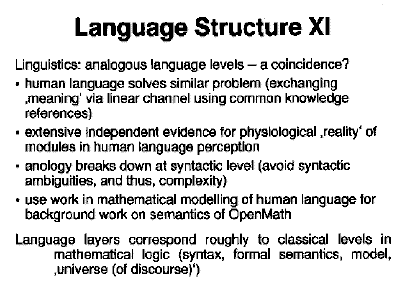 Language Structure XI
Linguistics: analogous language levels – a coincidence?
• human language solves similar problem (exchanging
‚meaning‘ via linear channel using common knowledge
references)
• extensive independent evidence for physiological ‚reality‘ of
modules in human language perception
• anology breaks down at syntactic level (avoid syntactic
ambiguities, and thus, complexity)
• use work in mathematical modelling of human language for
background work on semantics of OpenMath
Language layers correspond roughly to classical levels in
mathematical logic (syntax, formal semantics, model,
‚universe (of discourse)‘)